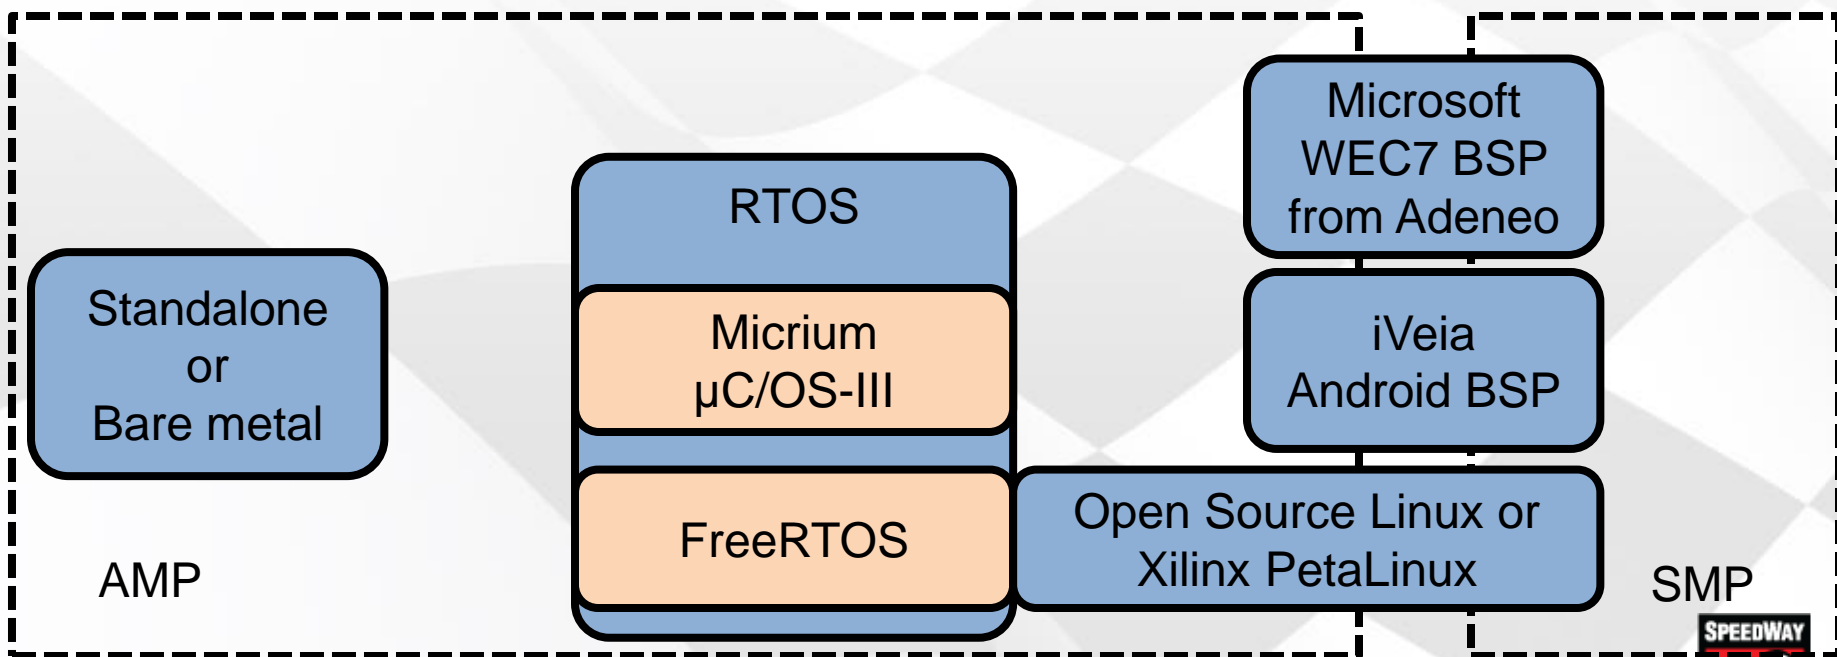 Standalone
or
Bare metal
AMP
RTOS
Micrium
µC/OS-III
FreeRTOS
Microsoft
WEC7 BSP
from Adeneo
iVeia
Android BSP
Open Source Linux or
Xilinx PetaLinux
SMP
SPEEDWAY